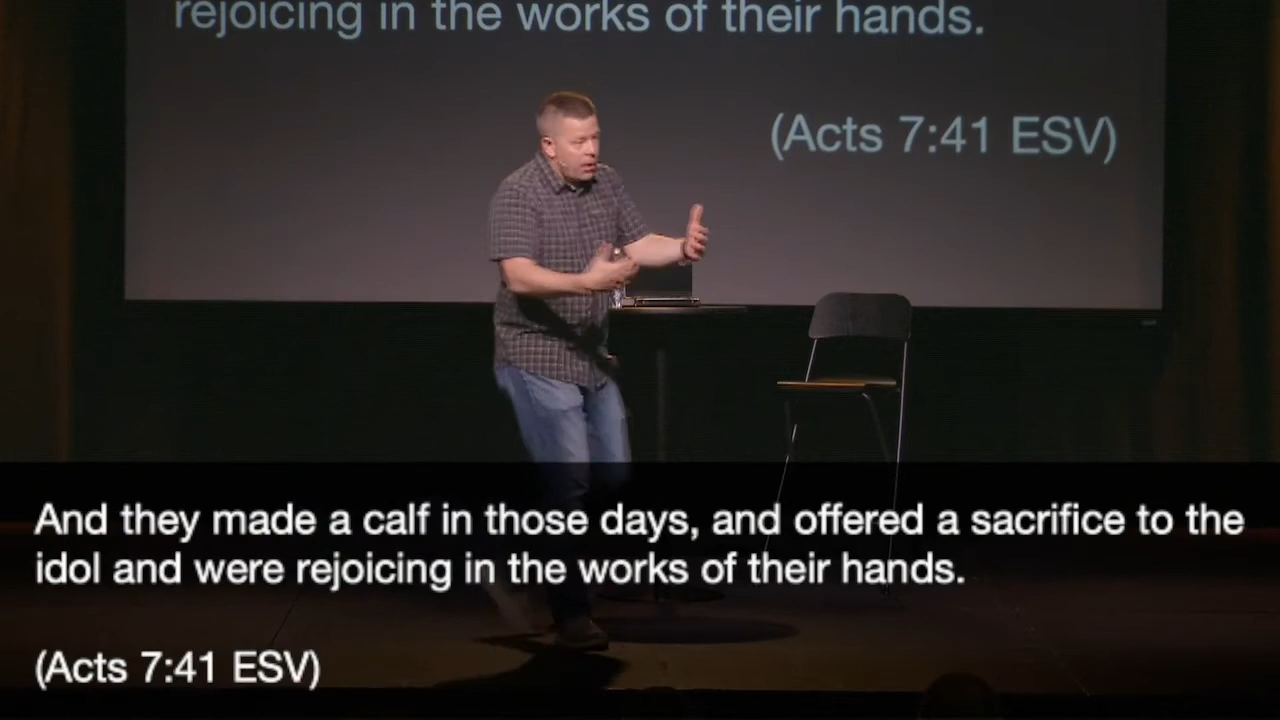 rejoicing in the works of their hands.
(Acts 7:41 ESV)
And they made a calf in those days, and offered a sacrifice to the
idol and were rejoicing in the works of their hands.
(Acts 7:41 ESV)